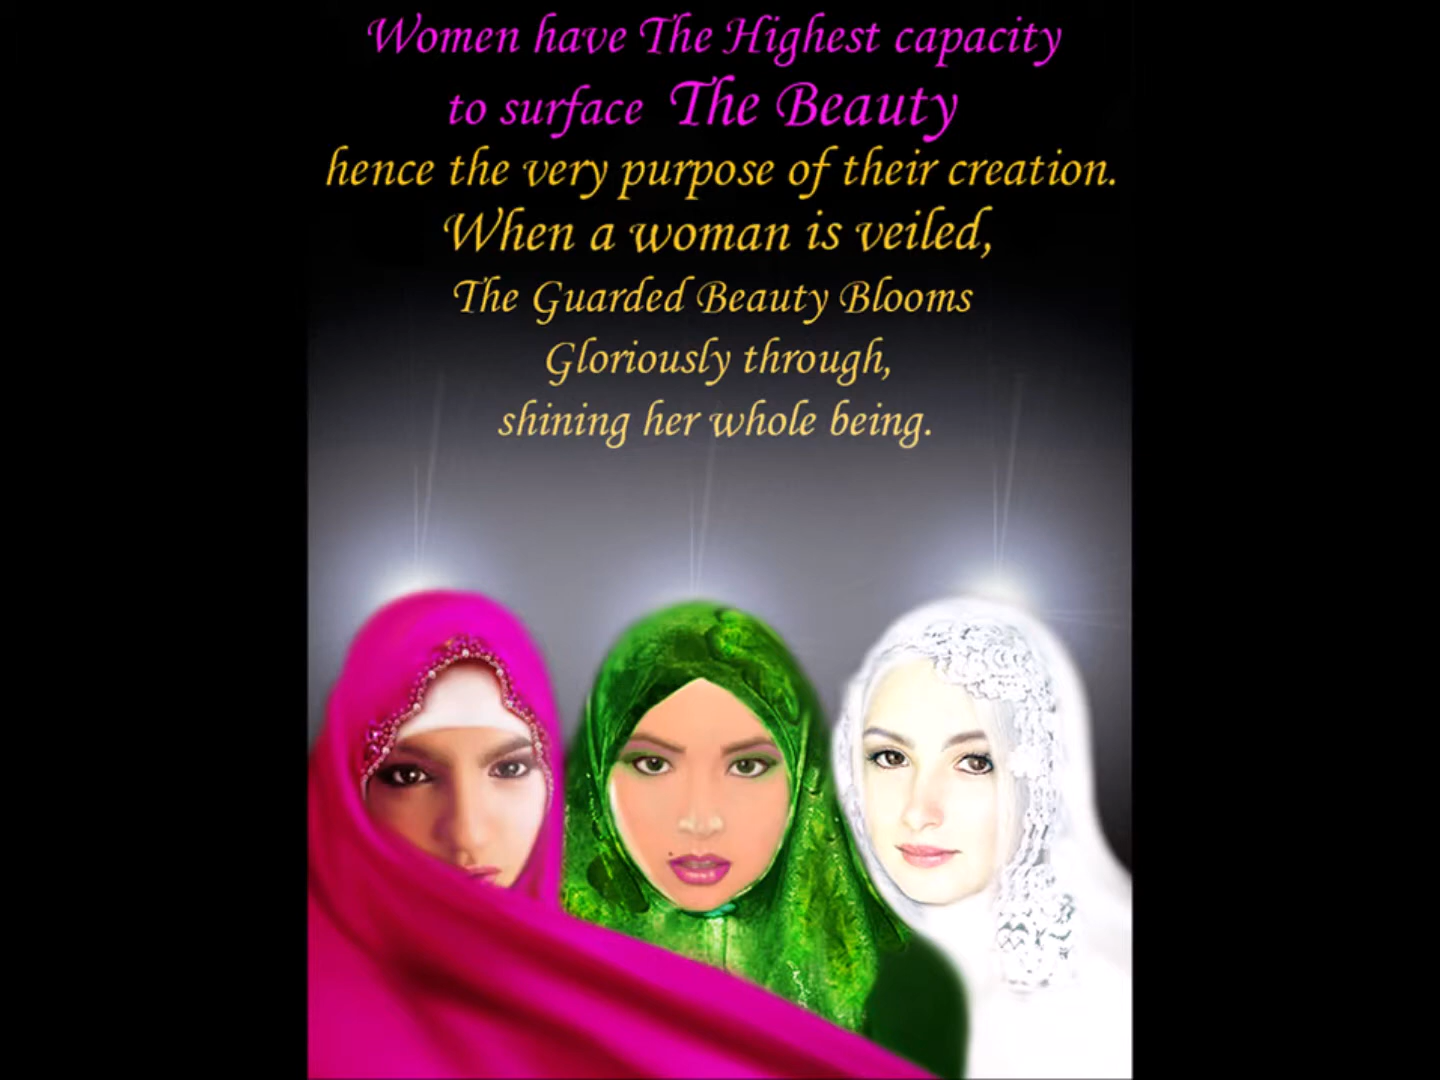 Women have The Highest capacity
to surface The Beauty
hence the very purpose of their creation.
When a woman is veiled,
The Guarded Beauty Blooms
Gloriously through,
shining her whole being.